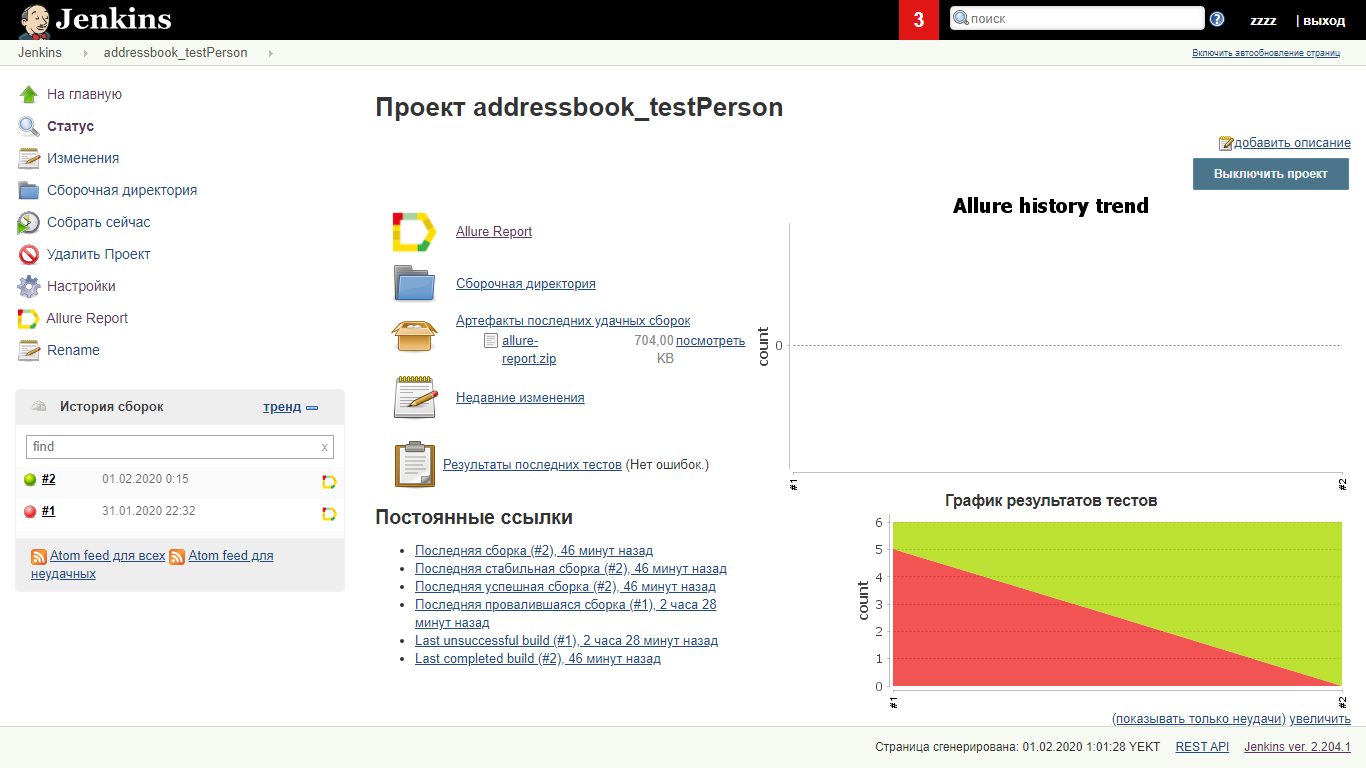 Jenkins
3
поиск
zzzz
| выход
Jenkins
addressbook_testPerson
Включить автообновление страниц
На главную
Статус
Изменения
Сборочная директория
Собрать сейчас
Удалить Проект
Настройки
Allure Report
Rename
История сборок
тренд
find
x
#2
01.02.2020 0:15
#1
31.01.2020 22:32
Atom feed для всех
Atom feed для
неудачных
Проект addressbook_testPerson
добавить описание
Выключить проект
Allure Report
Сборочная директория
Артефакты последних удачных сборок
allure-
report.zip
704,00
KB
посмотреть
Недавние изменения
Результаты последних тестов (Нет ошибок.)
Постоянные ссылки
Последняя сборка (#2), 46 минут назад
Последняя стабильная сборка (#2), 46 минут назад
Последняя успешная сборка (#2), 46 минут назад
Последняя провалившаяся сборка (#1), 2 часа 28
минут назад
Last unsuccessful build (#1), 2 часа 28 минут назад
Last completed build (#2), 46 минут назад
Allure history trend
count
0
#1
#2
График результатов тестов
count
6
5
4
3
2
1
0
#1
#2
(показывать только неудачи) увеличить
Страница сгенерирована: 01.02.2020 1:01:28 YEKT
REST API
Jenkins ver. 2.204.1